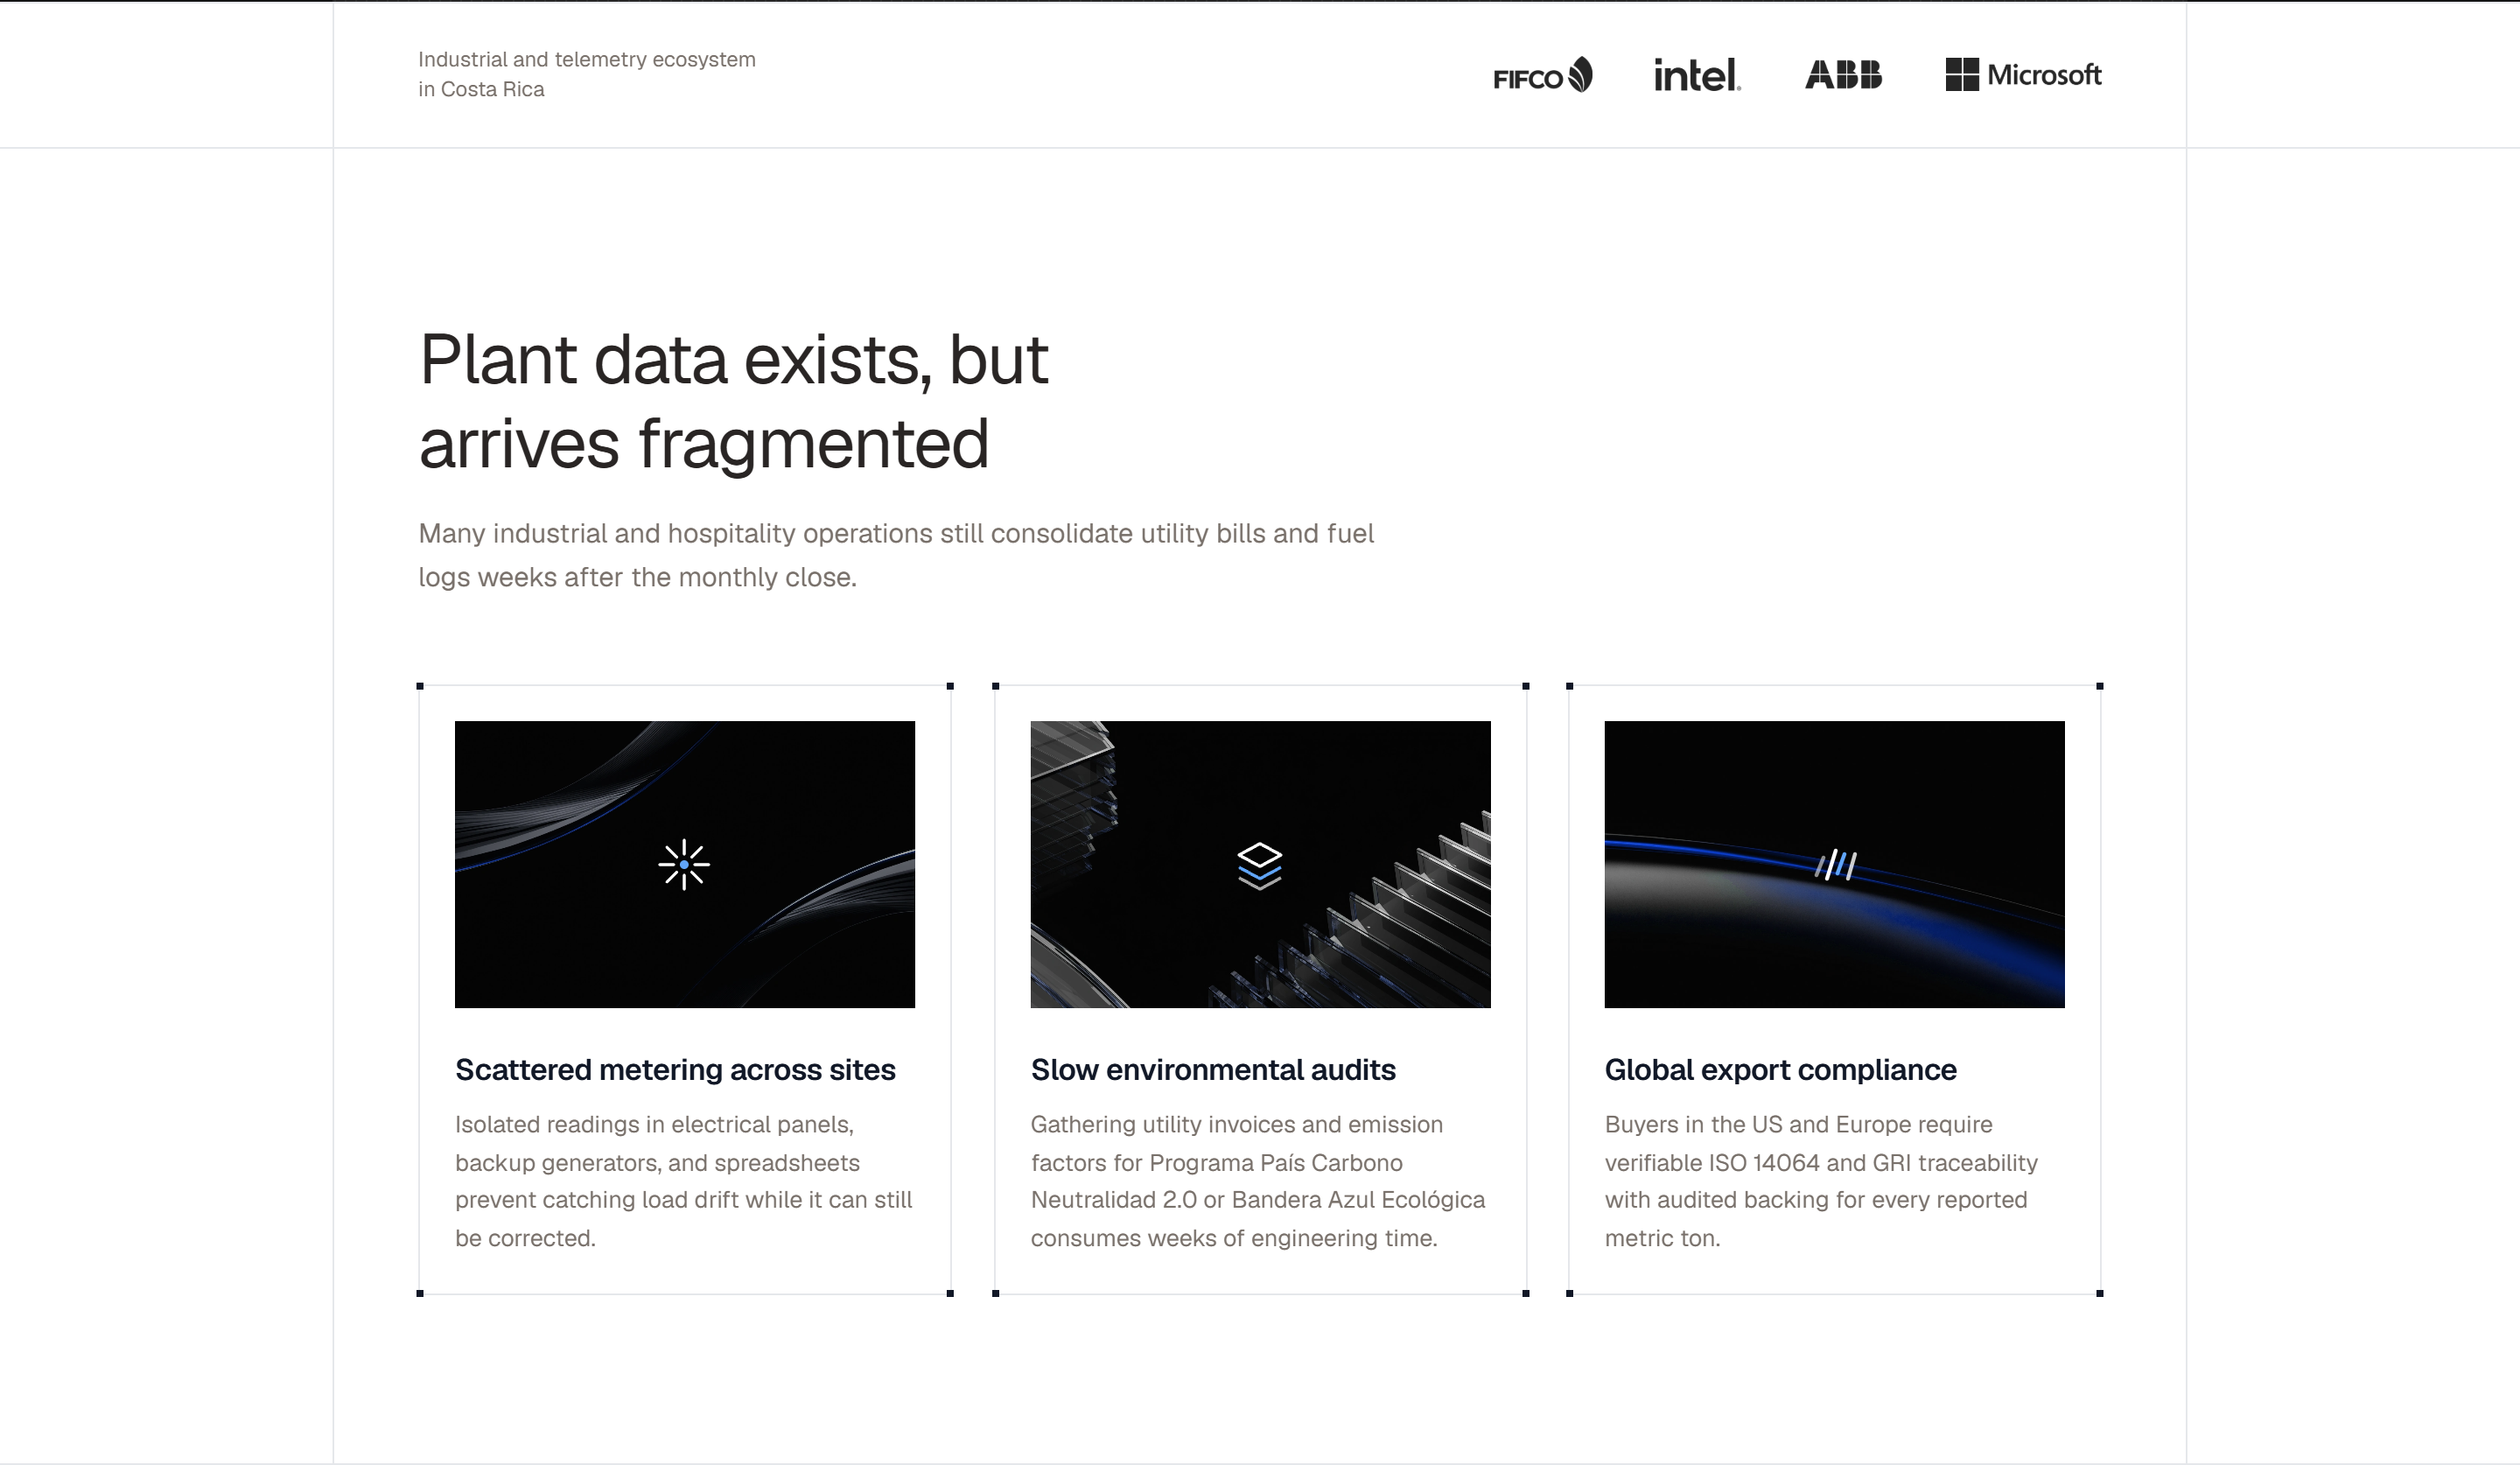 Industrial and telemetry ecosystem
in Costa Rica
FIFCO
intel.
ABB
Microsoft
Plant data exists, but
arrives fragmented
Many industrial and hospitality operations still consolidate utility bills and fuel
logs weeks after the monthly close.
Scattered metering across sites
Isolated readings in electrical panels,
backup generators, and spreadsheets
prevent catching load drift while it can still
be corrected.
Slow environmental audits
Gathering utility invoices and emission
factors for Programa País Carbono
Neutralidad 2.0 or Bandera Azul Ecológica
consumes weeks of engineering time.
Global export compliance
Buyers in the US and Europe require
verifiable ISO 14064 and GRI traceability
with audited backing for every reported
metric ton.